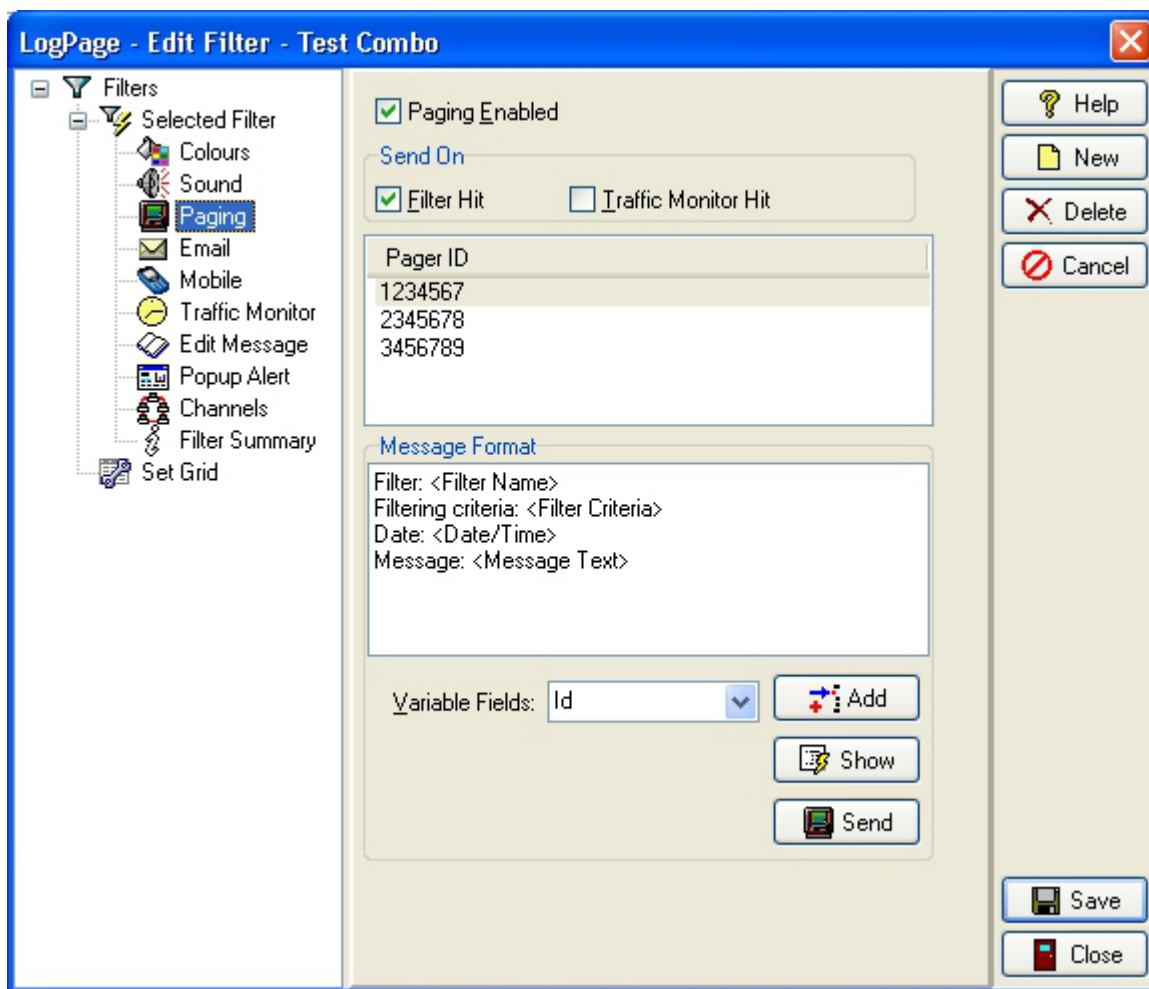 LogPage - Edit Filter - Test Combo
Filters
Selected Filter
Colours
Sound
Paging
Email
Mobile
Traffic Monitor
Edit Message
Popup Alert
Channels
Filter Summary
Set Grid
Paging Enabled
Send On
Filter Hit
Traffic Monitor Hit
Pager ID
1234567
2345678
3456789
Message Format
Filter: <Filter Name>
Filtering criteria: <Filter Criteria>
Date: <Date/Time>
Message: <Message Text>
Variable Fields: Id
Add
Show
Send
Help
New
Delete
Cancel
Save
Close